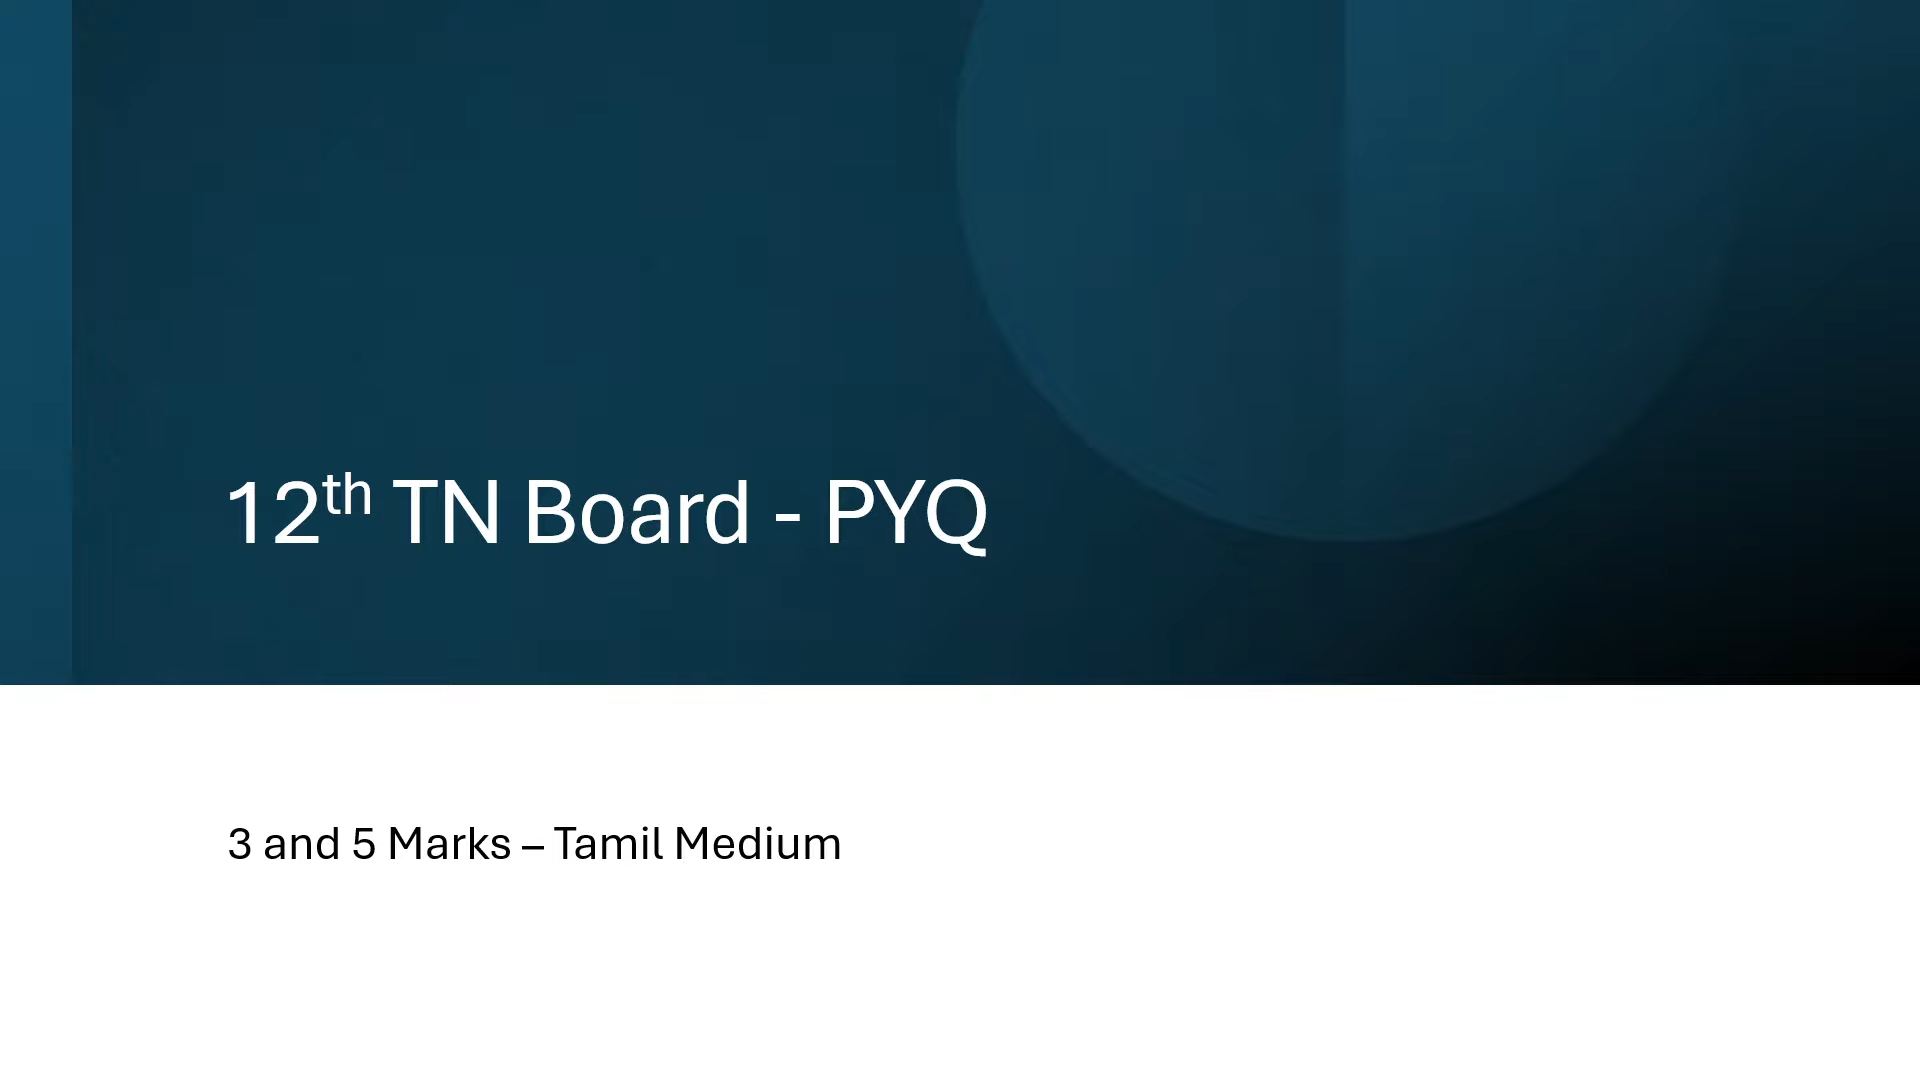 12th TN Board - PYQ
3 and 5 Marks – Tamil Medium